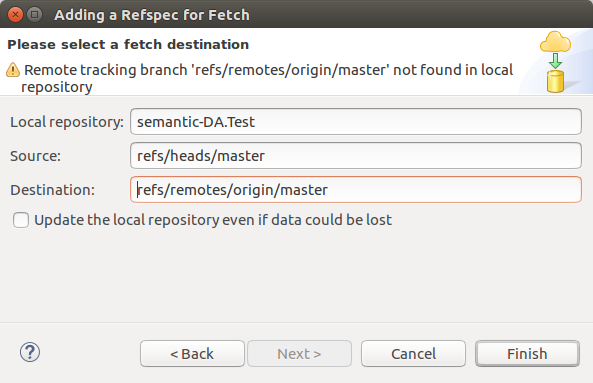 Adding a Refspec for Fetch
Please select a fetch destination
Remote tracking branch 'refs/remotes/origin/master' not found in local
repository
Local repository: semantic-DA.Test
Source: refs/heads/master
Destination: refs/remotes/origin/master
Update the local repository even if data could be lost
? < Back Next > Cancel Finish